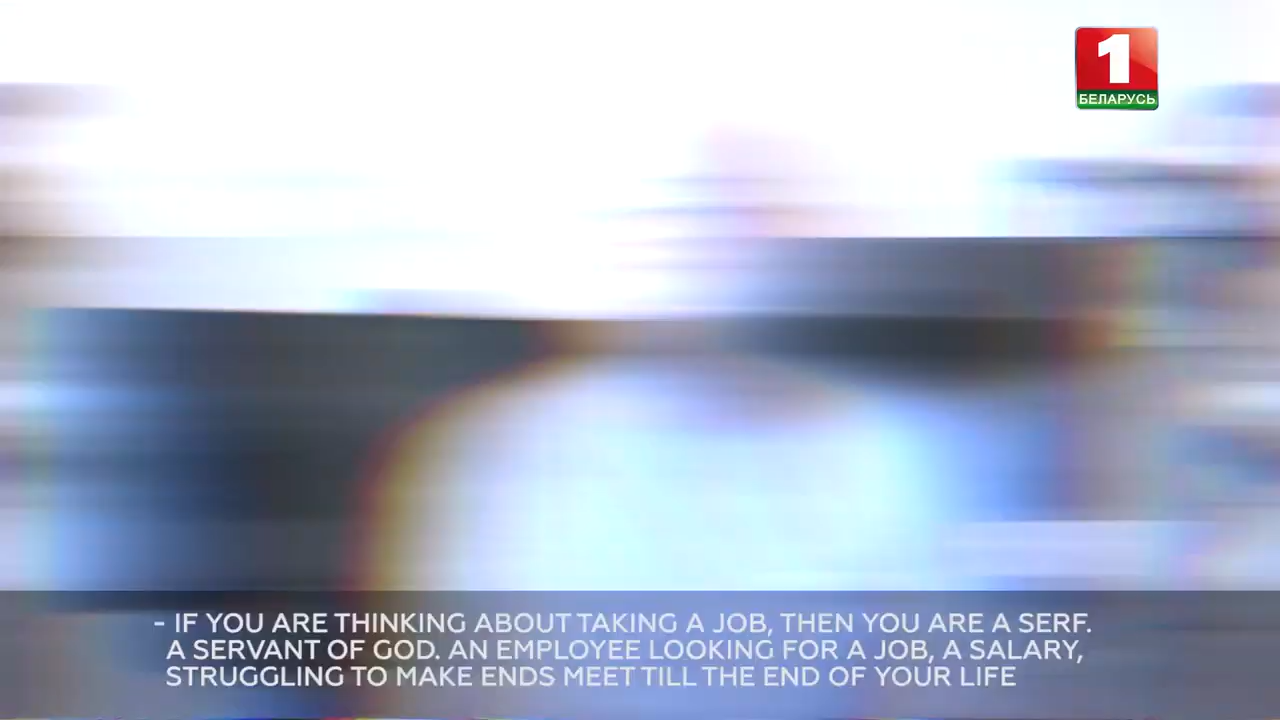 1
БЕЛАРУСЬ
- IF YOU ARE THINKING ABOUT TAKING A JOB, THEN YOU ARE A SERF.
A SERVANT OF GOD. AN EMPLOYEE LOOKING FOR A JOB, A SALARY,
STRUGGLING TO MAKE ENDS MEET TILL THE END OF YOUR LIFE